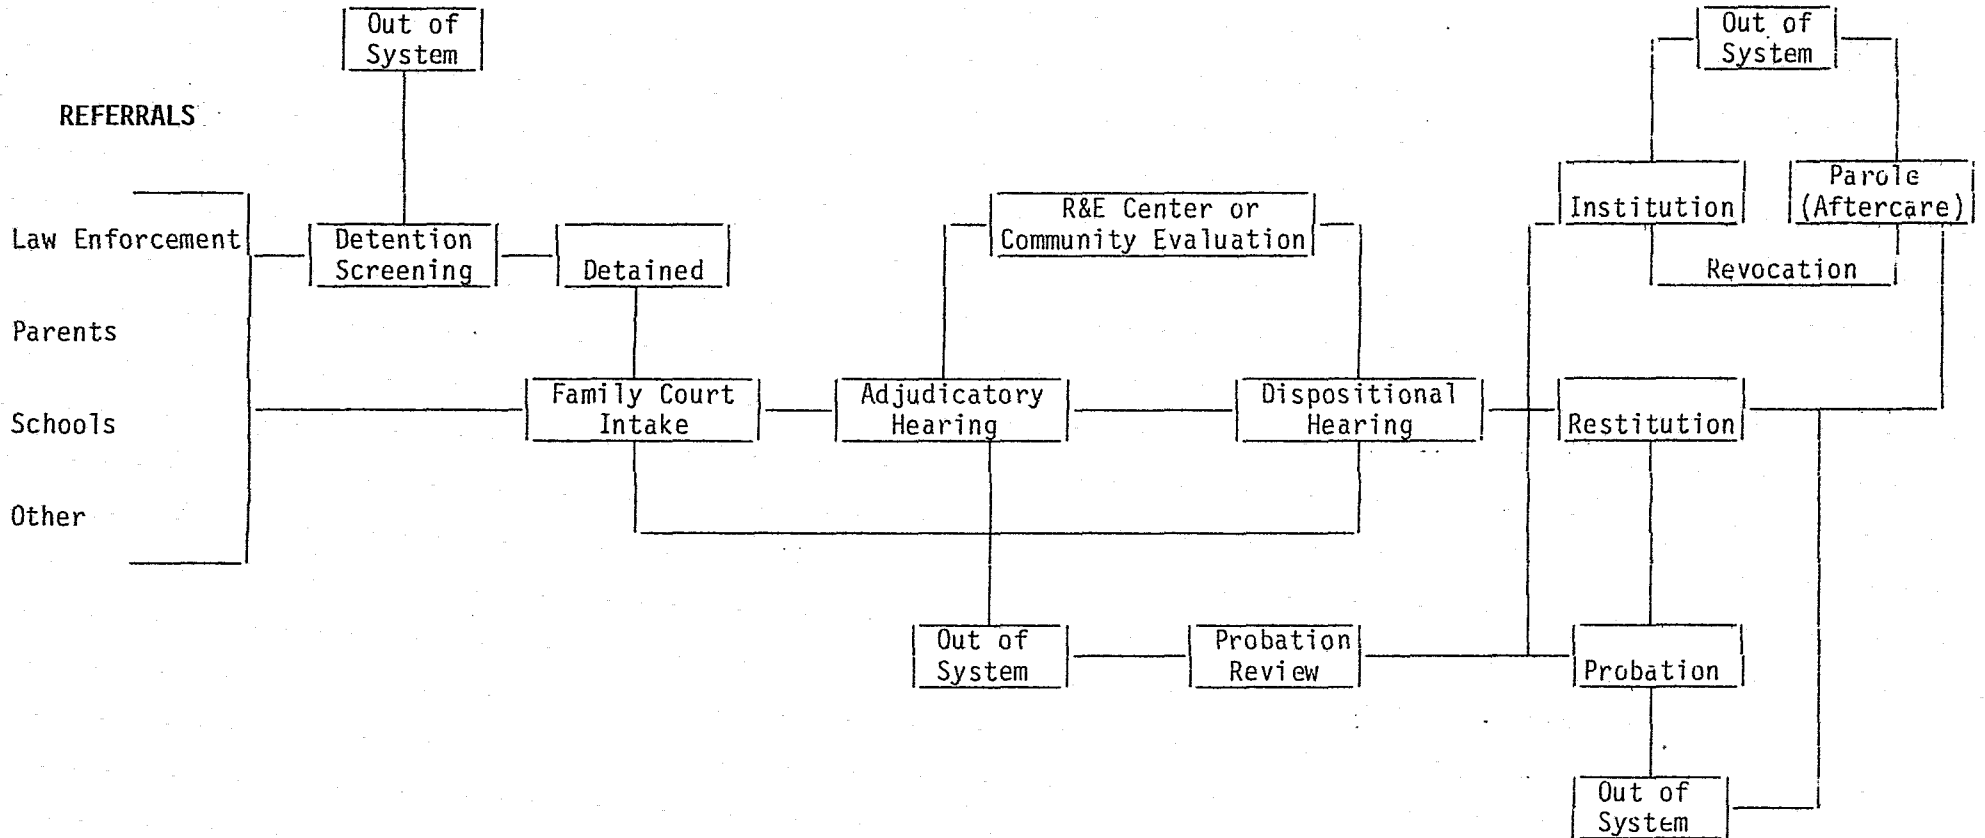 Out of
System
Out of
System
REFERRALS
Law Enforcement
Parents
Schools
Other
Detention
Screening
Detained
R&E Center or
Community Evaluation
Institution
Parole
(Aftercare)
Revocation
Family Court
Intake
Adjudicatory
Hearing
Dispositional
Hearing
Restitution
Out of
System
Probation
Review
Probation
Out of
System